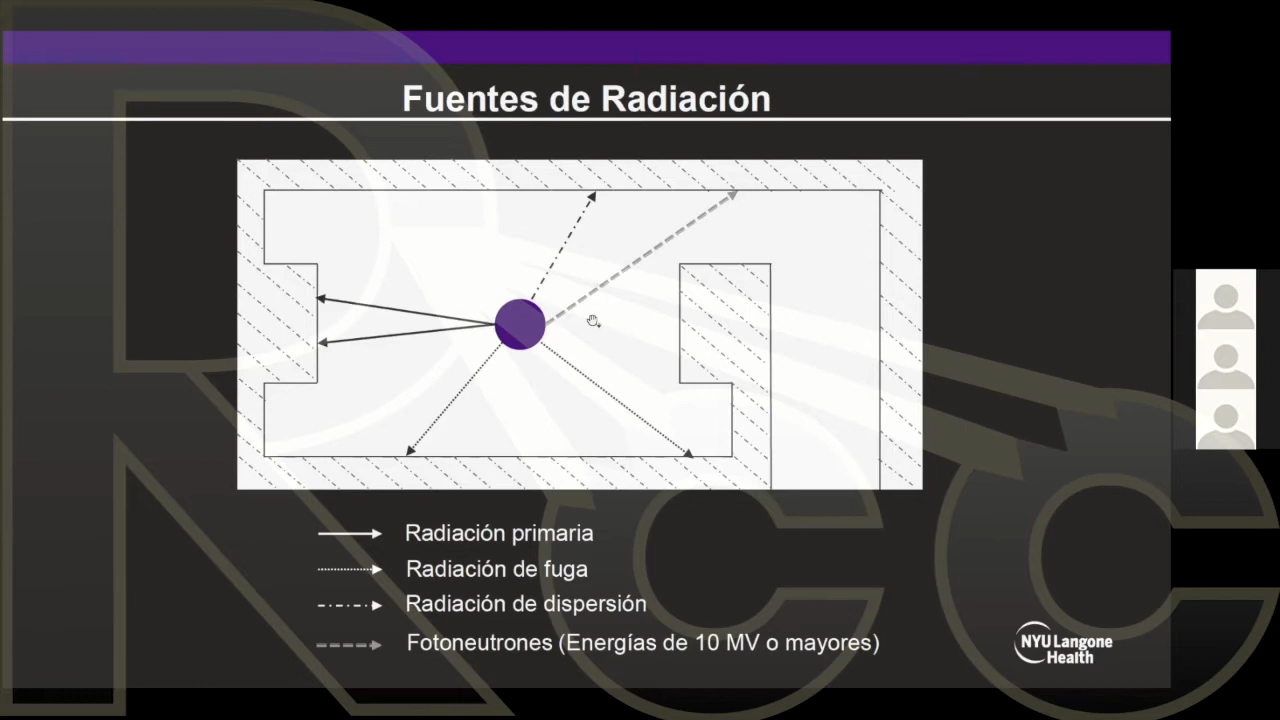 Fuentes de Radiación
Radiación primaria
Radiación de fuga
Radiación de dispersión
Fotoneutrones (Energías de 10 MV o mayores)
NYU Langone
Health
RCC